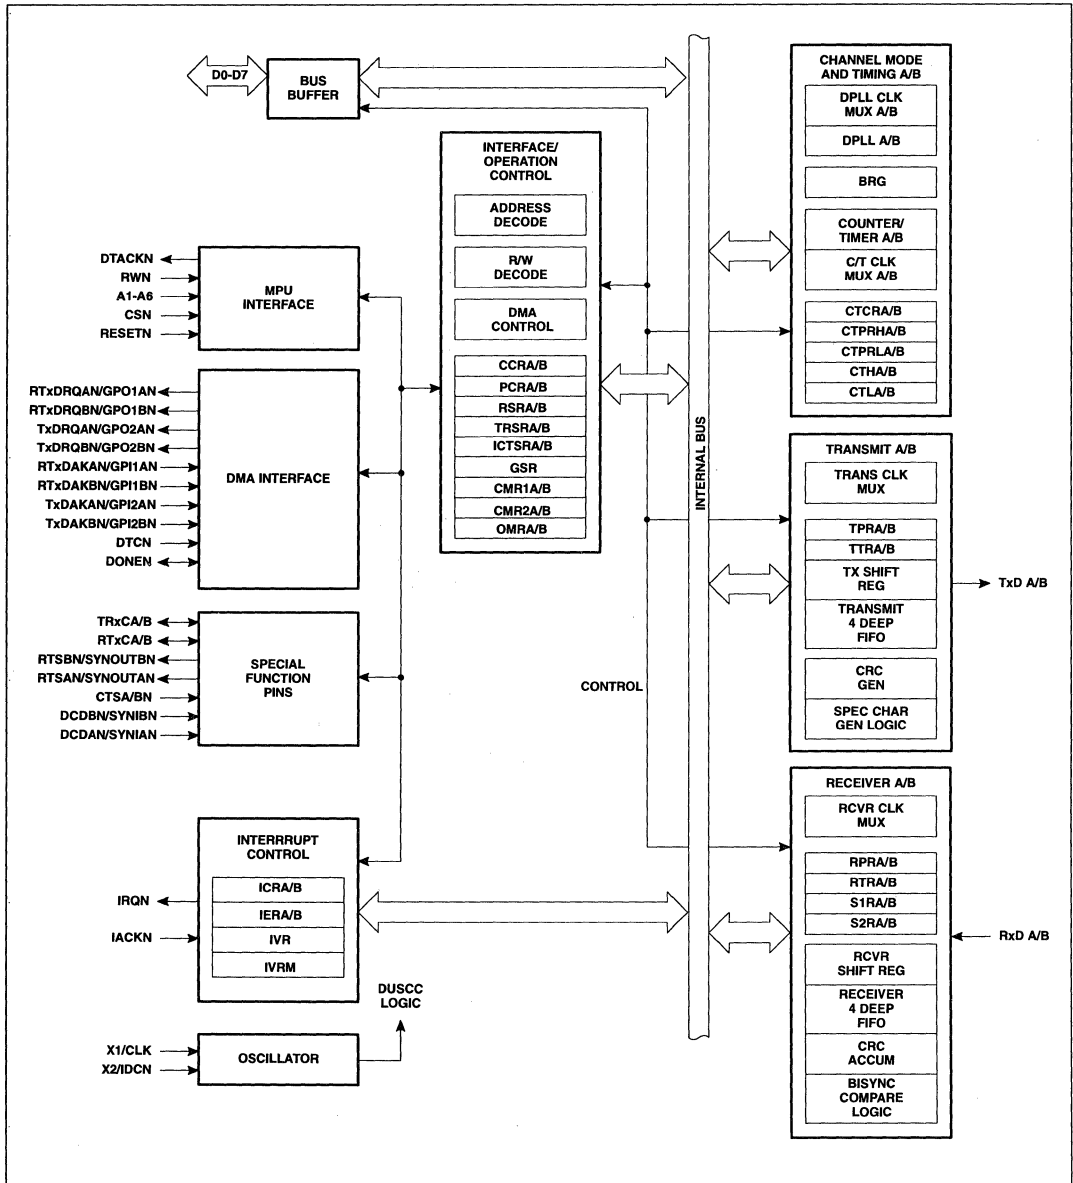 D0-D7
BUS
BUFFER
INTERFACE/
OPERATION
CONTROL
ADDRESS
DECODE
R/W
DECODE
DMA
CONTROL
CCRA/B
PCRA/B
RSRA/B
TRSRA/B
ICTSRA/B
GSR
CMR1A/B
CMR2A/B
OMRA/B
DTACKN
RWN
A1-A6
CSN
RESETN
MPU
INTERFACE
RTxDRQAN/GPO1AN
RTxDRQBN/GPO1BN
TxDRQAN/GPO2AN
TxDRQBN/GPO2BN
RTxDAKAN/GPI1AN
RTxDAKBN/GPI1BN
TxDAKAN/GPI2AN
TxDAKBN/GPI2BN
DTCN
DONEN
DMA INTERFACE
TRxCA/B
RTxCA/B
RTSBN/SYNOUTBN
RTSAN/SYNOUTAN
CTSA/BN
DCDBN/SYNIBN
DCDAN/SYNIAN
SPECIAL
FUNCTION
PINS
INTERRRUPT
CONTROL
ICRA/B
IERA/B
IVR
IVRM
IRQN
IACKN
DUSCC
LOGIC
X1/CLK
X2/IDCN
OSCILLATOR
CONTROL
INTERNAL BUS
CHANNEL MODE
AND TIMING A/B
DPLL CLK
MUX A/B
DPLL A/B
BRG
COUNTER/
TIMER A/B
C/T CLK
MUX A/B
CTCRA/B
CTPRHA/B
CTPRLA/B
CTHA/B
CTLA/B
TRANSMIT A/B
TRANS CLK
MUX
TPRA/B
TTRA/B
TX SHIFT
REG
TRANSMIT
4 DEEP
FIFO
CRC
GEN
SPEC CHAR
GEN LOGIC
TxD A/B
RECEIVER A/B
RCVR CLK
MUX
RPRA/B
RTRA/B
S1RA/B
S2RA/B
RCVR
SHIFT REG
RECEIVER
4 DEEP
FIFO
CRC
ACCUM
BISYNC
COMPARE
LOGIC
RxD A/B